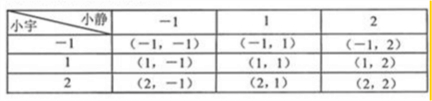 小宇 小静 -1 1 2
-1 (-1, -1) (-1, 1) (-1, 2)
1 (1, -1) (1, 1) (1, 2)
2 (2, -1) (2, 1) (2, 2)